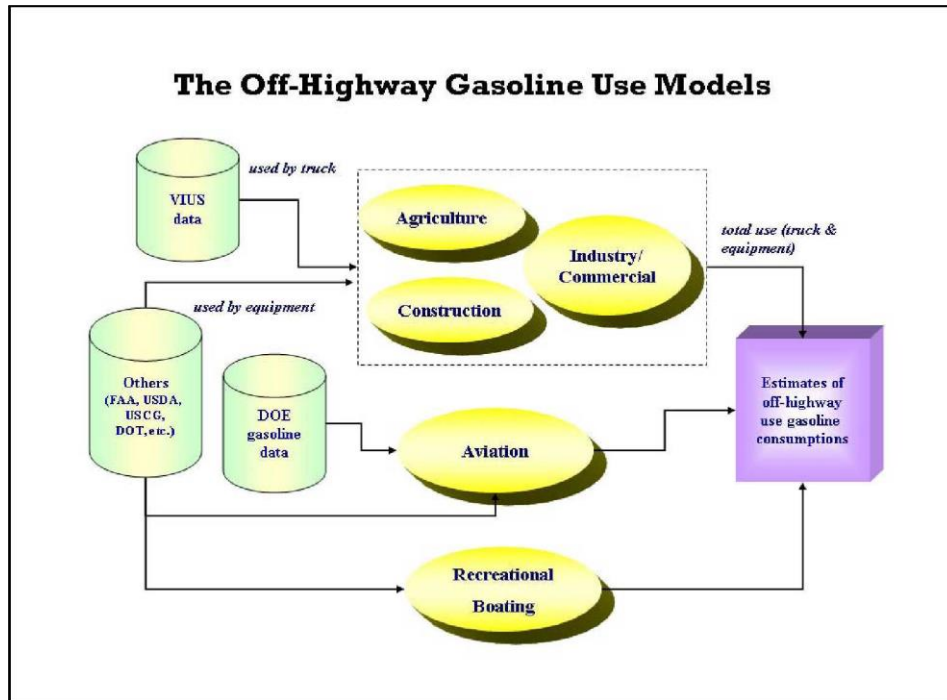 The Off-Highway Gasoline Use Models
used by truck
VIUS
data
Agriculture
Industry/
Commercial
total use (truck &
equipment)
used by equipment
Construction
Others
(FAA, USDA,
USCG,
DOT, etc.)
DOE
gasoline
data
Aviation
Estimates of
off-highway
use gasoline
consumptions
Recreational
Boating